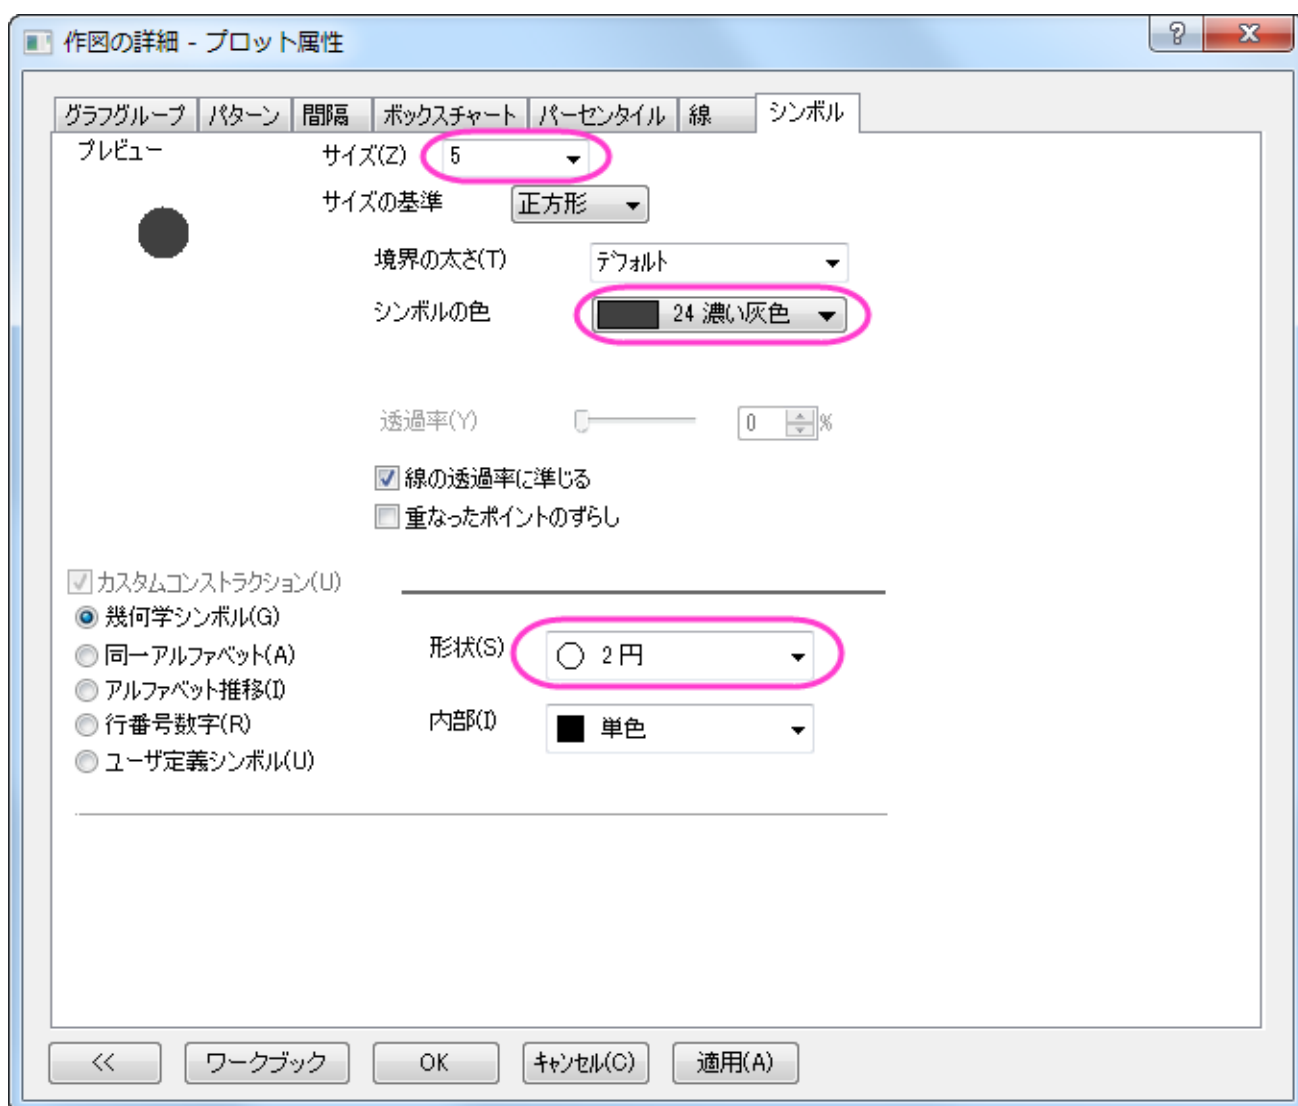 作図の詳細 - プロット属性
?
X
グラフグループ パターン 間隔 ボックスチャート パーセンタイル 線 シンボル
プレビュー サイズ(Z) 5
サイズの基準 正方形
境界の太さ(T) デフォルト
シンボルの色 24 濃い灰色
透過率(Y) 0 %
線の透過率に準じる
重なったポイントのずらし
カスタムコンストラクション(U)
幾何学シンボル(G)
同一アルファベット(A)
アルファベット推移(I)
行番号数字(R)
ユーザ定義シンボル(U)
形状(S) 2 円
内部(I) 単色
<< ワークブック OK キャンセル(C) 適用(A)